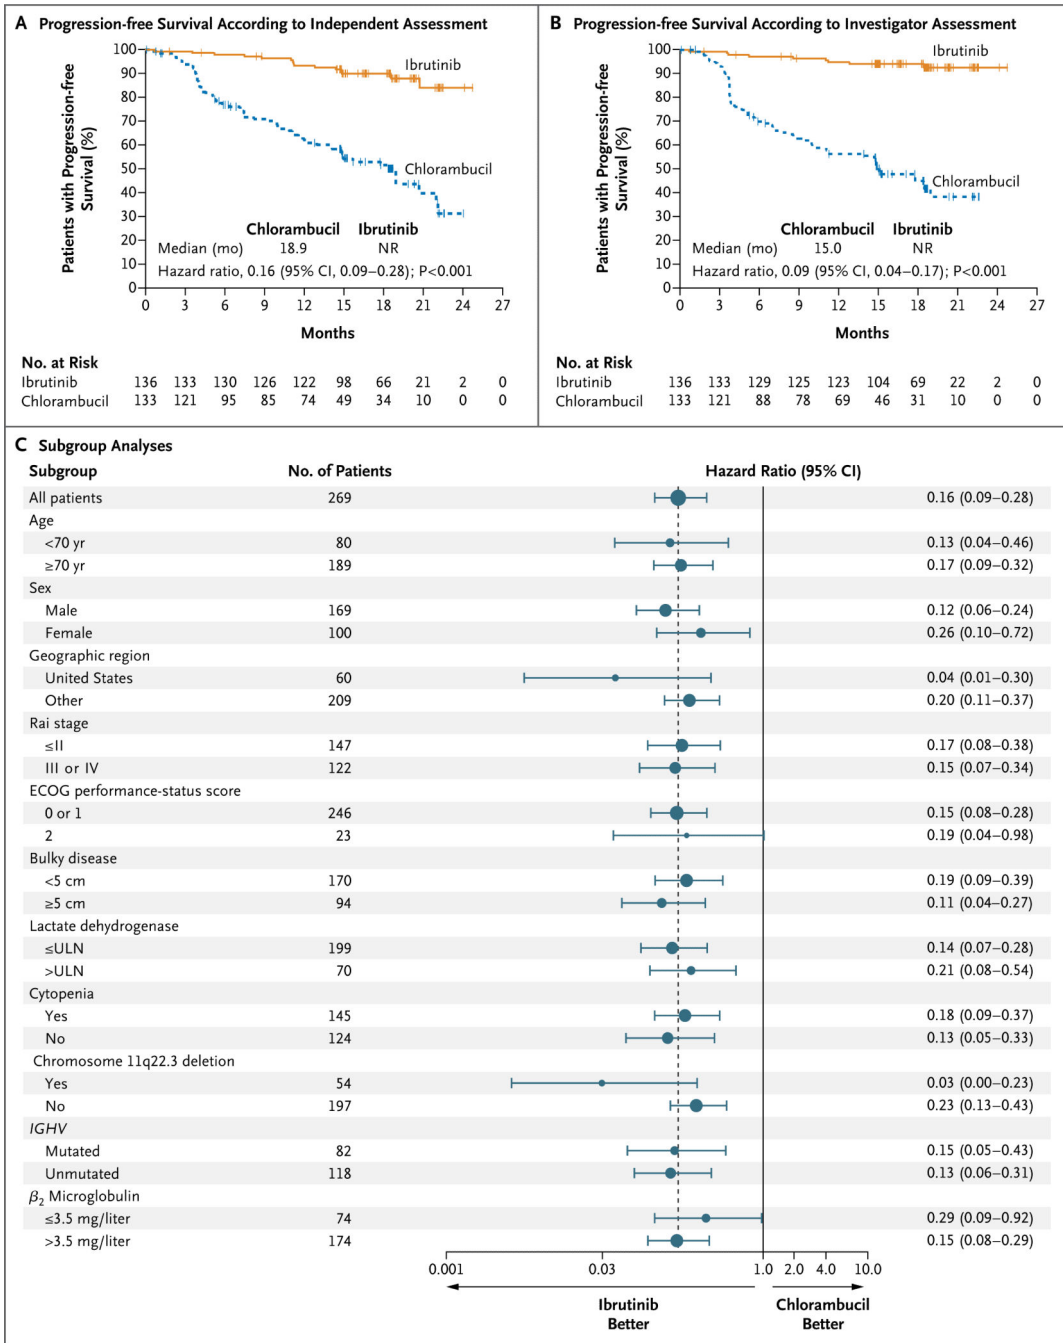 A Progression-free Survival According to Independent Assessment
100
90
80
70
60
50
40
30
20
10
0
Patients with Progression-free
Survival (%)
Ibrutinib
Chlorambucil
Chlorambucil Ibrutinib
Median (mo) 18.9 NR
Hazard ratio, 0.16 (95% CI, 0.09–0.28); P<0.001
0 3 6 9 12 15 18 21 24 27
Months
No. at Risk
Ibrutinib 136 133 130 126 122 98 66 21 2 0
Chlorambucil 133 121 95 85 74 49 34 10 0 0
B Progression-free Survival According to Investigator Assessment
100
90
80
70
60
50
40
30
20
10
0
Patients with Progression-free
Survival (%)
Ibrutinib
Chlorambucil
Chlorambucil Ibrutinib
Median (mo) 15.0 NR
Hazard ratio, 0.09 (95% CI, 0.04–0.17); P<0.001
0 3 6 9 12 15 18 21 24 27
Months
No. at Risk
Ibrutinib 136 133 129 125 123 104 69 22 2 0
Chlorambucil 133 121 88 78 69 46 31 10 0 0
C Subgroup Analyses
Subgroup No. of Patients Hazard Ratio (95% CI)
All patients 269 0.16 (0.09–0.28)
Age
<70 yr 80 0.13 (0.04–0.46)
≥70 yr 189 0.17 (0.09–0.32)
Sex
Male 169 0.12 (0.06–0.24)
Female 100 0.26 (0.10–0.72)
Geographic region
United States 60 0.04 (0.01–0.30)
Other 209 0.20 (0.11–0.37)
Rai stage
≤II 147 0.17 (0.08–0.38)
III or IV 122 0.15 (0.07–0.34)
ECOG performance-status score
0 or 1 246 0.15 (0.08–0.28)
2 23 0.19 (0.04–0.98)
Bulky disease
<5 cm 170 0.19 (0.09–0.39)
≥5 cm 94 0.11 (0.04–0.27)
Lactate dehydrogenase
≤ULN 199 0.14 (0.07–0.28)
>ULN 70 0.21 (0.08–0.54)
Cytopenia
Yes 145 0.18 (0.09–0.37)
No 124 0.13 (0.05–0.33)
Chromosome 11q22.3 deletion
Yes 54 0.03 (0.00–0.23)
No 197 0.23 (0.13–0.43)
IGHV
Mutated 82 0.15 (0.05–0.43)
Unmutated 118 0.13 (0.06–0.31)
β2 Microglobulin
≤3.5 mg/liter 74 0.29 (0.09–0.92)
>3.5 mg/liter 174 0.15 (0.08–0.29)
0.001 0.03 1.0 2.0 4.0 10.0
Ibrutinib
Better
Chlorambucil
Better